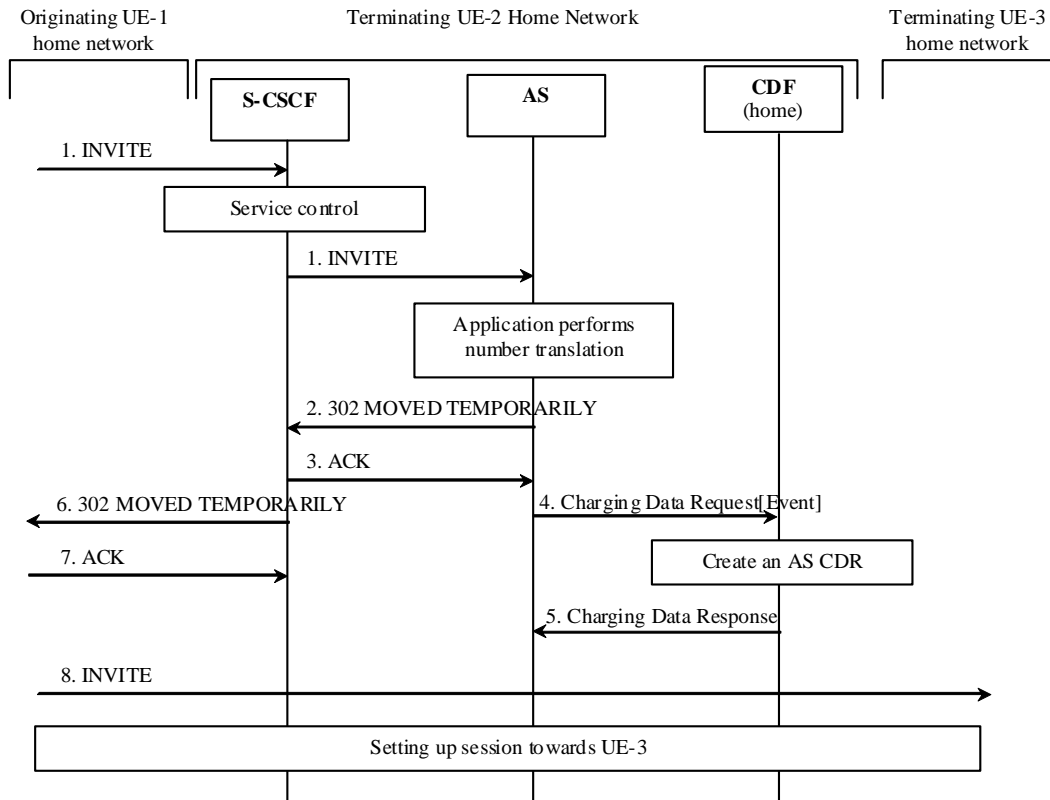 Originating UE-1
home network
Terminating UE-2 Home Network
Terminating UE-3
home network
S-CSCF
AS
CDF
(home)
1. INVITE
Service control
1. INVITE
Application performs
number translation
2. 302 MOVED TEMPORARILY
3. ACK
6. 302 MOVED TEMPORARILY
4. Charging Data Request[Event]
7. ACK
Create an AS CDR
5. Charging Data Response
8. INVITE
Setting up session towards UE-3